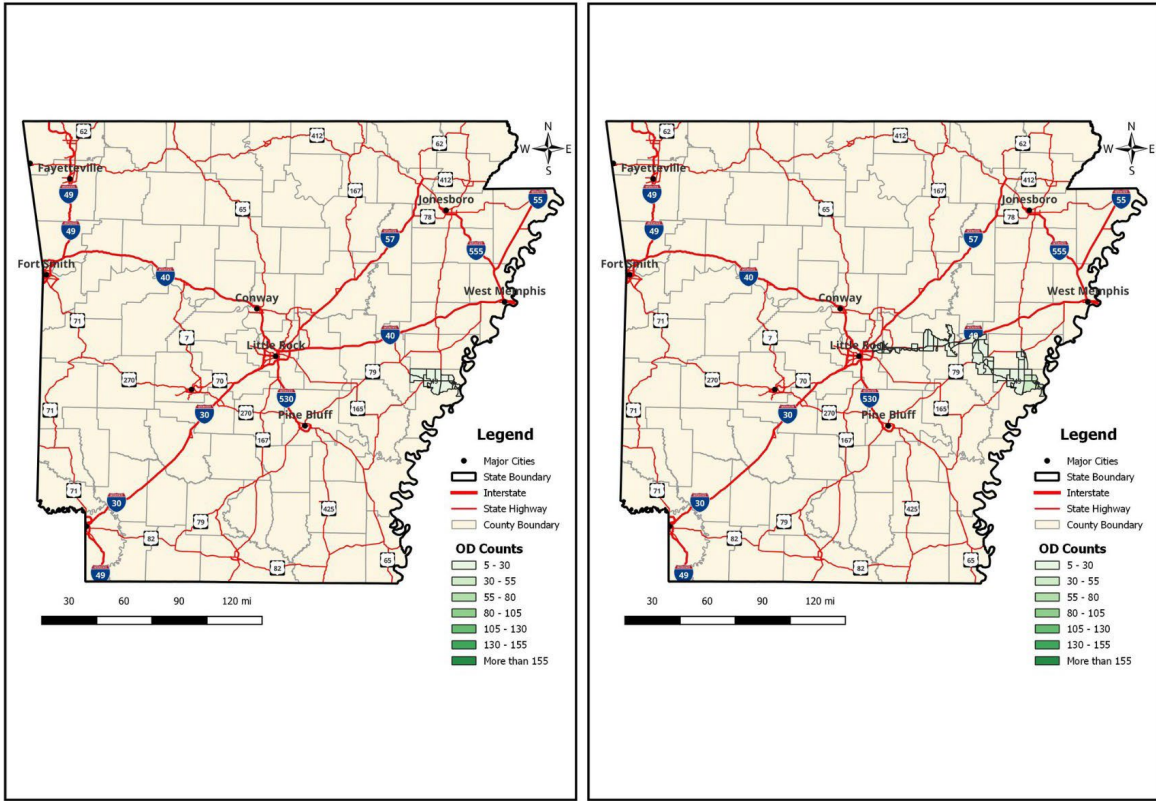 N
W E
S
62
412
62
Fayetteville
412
49
167
55
65
78
Jonesboro
49
57
555
Fort Smith
40
Conway
West Memphis
71
7
Little Rock
40
270
70
79
49
71
30
270
530
165
Pine Bluff
167
71
30
79
425
82
65
82
49
Legend
Major Cities
State Boundary
Interstate
State Highway
County Boundary
OD Counts
5 - 30
30 - 55
55 - 80
80 - 105
105 - 130
130 - 155
More than 155
30 60 90 120 mi
N
W E
S
62
412
62
Fayetteville
412
49
167
55
65
78
Jonesboro
49
57
555
Fort Smith
40
Conway
West Memphis
71
7
Little Rock
49
270
70
79
49
71
30
270
530
165
Pine Bluff
167
71
30
79
425
82
65
82
49
Legend
Major Cities
State Boundary
Interstate
State Highway
County Boundary
OD Counts
5 - 30
30 - 55
55 - 80
80 - 105
105 - 130
130 - 155
More than 155
30 60 90 120 mi